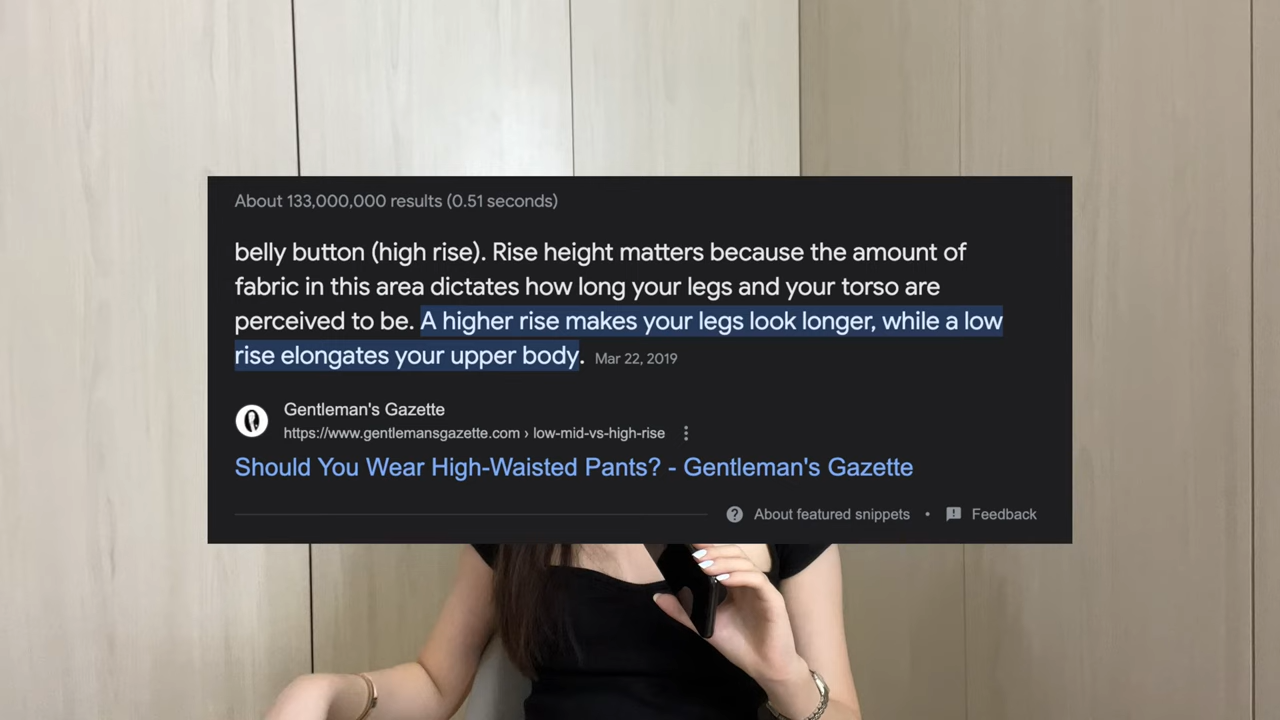 About 133,000,000 results (0.51 seconds)
belly button (high rise). Rise height matters because the amount of
fabric in this area dictates how long your legs and your torso are
perceived to be. A higher rise makes your legs look longer, while a low
rise elongates your upper body. Mar 22, 2019
Gentleman's Gazette
https://www.gentlemansgazette.com › low-mid-vs-high-rise
Should You Wear High-Waisted Pants? - Gentleman's Gazette
About featured snippets • Feedback